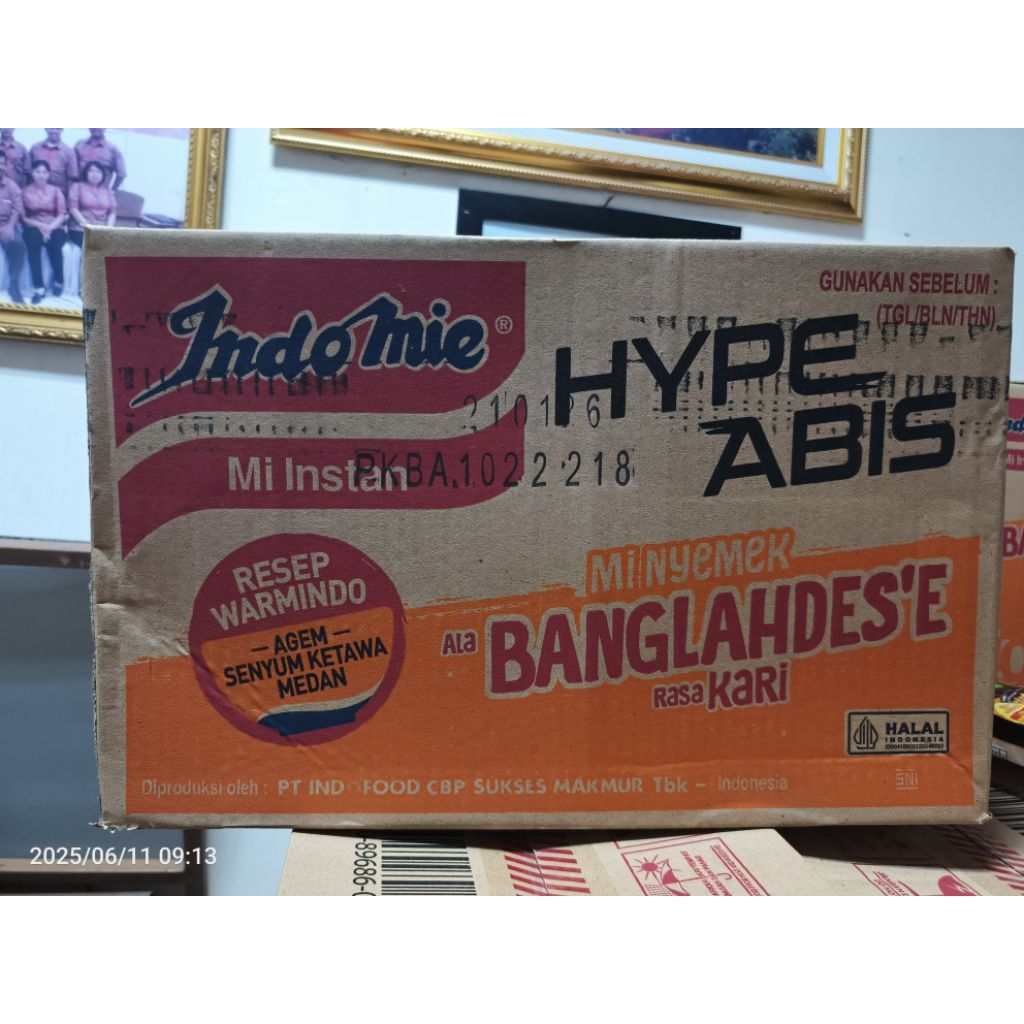 Indomie®
Mi Instan
GUNAKAN SEBELUM :
(TGL/BLN/THN)
HYPE
ABIS
210126
PKBA.1022 218
RESEP
WARMINDO
— AGEM —
SENYUM KETAWA
MEDAN
Mi NYEMEK
ALA BANGLAHDES'E
RASA KARI
HALAL
INDONESIA
Diproduksi oleh : PT INDOFOOD CBP SUKSES MAKMUR Tbk – Indonesia
SNI
2025/06/11 09:13